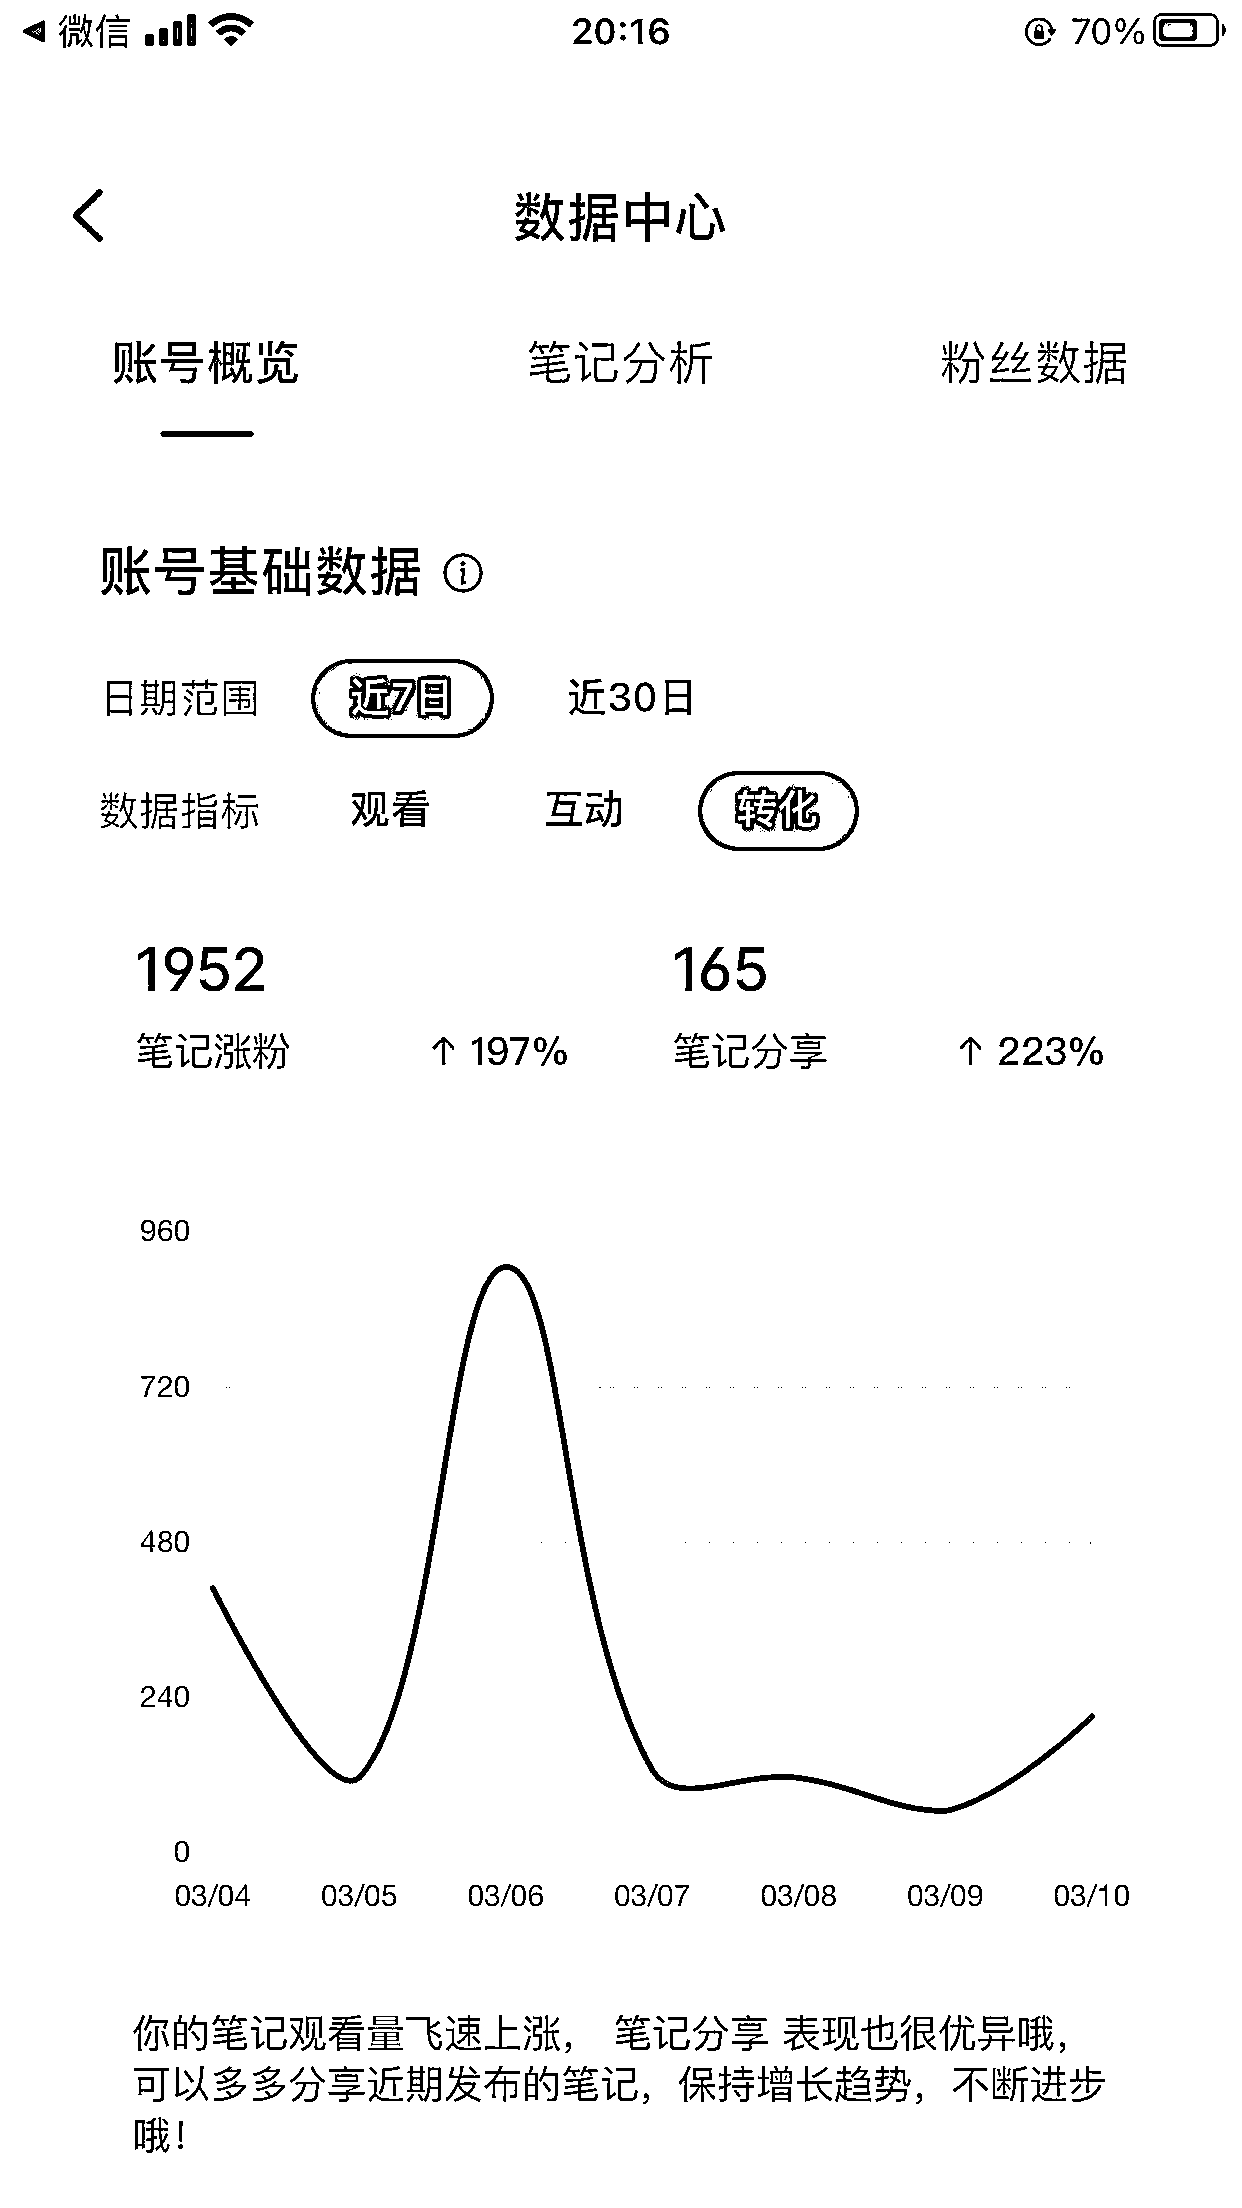 微信 20:16 70%
数据中心
账号概览 笔记分析 粉丝数据
账号基础数据
日期范围 近7日 近30日
数据指标 观看 互动 转化
1952 165
笔记涨粉 ↑ 197% 笔记分享 ↑ 223%
960
720
480
240
0
03/04 03/05 03/06 03/07 03/08 03/09 03/10
你的笔记观看量飞速上涨， 笔记分享 表现也很优异哦，
可以多多分享近期发布的笔记，保持增长趋势，不断进步
哦！